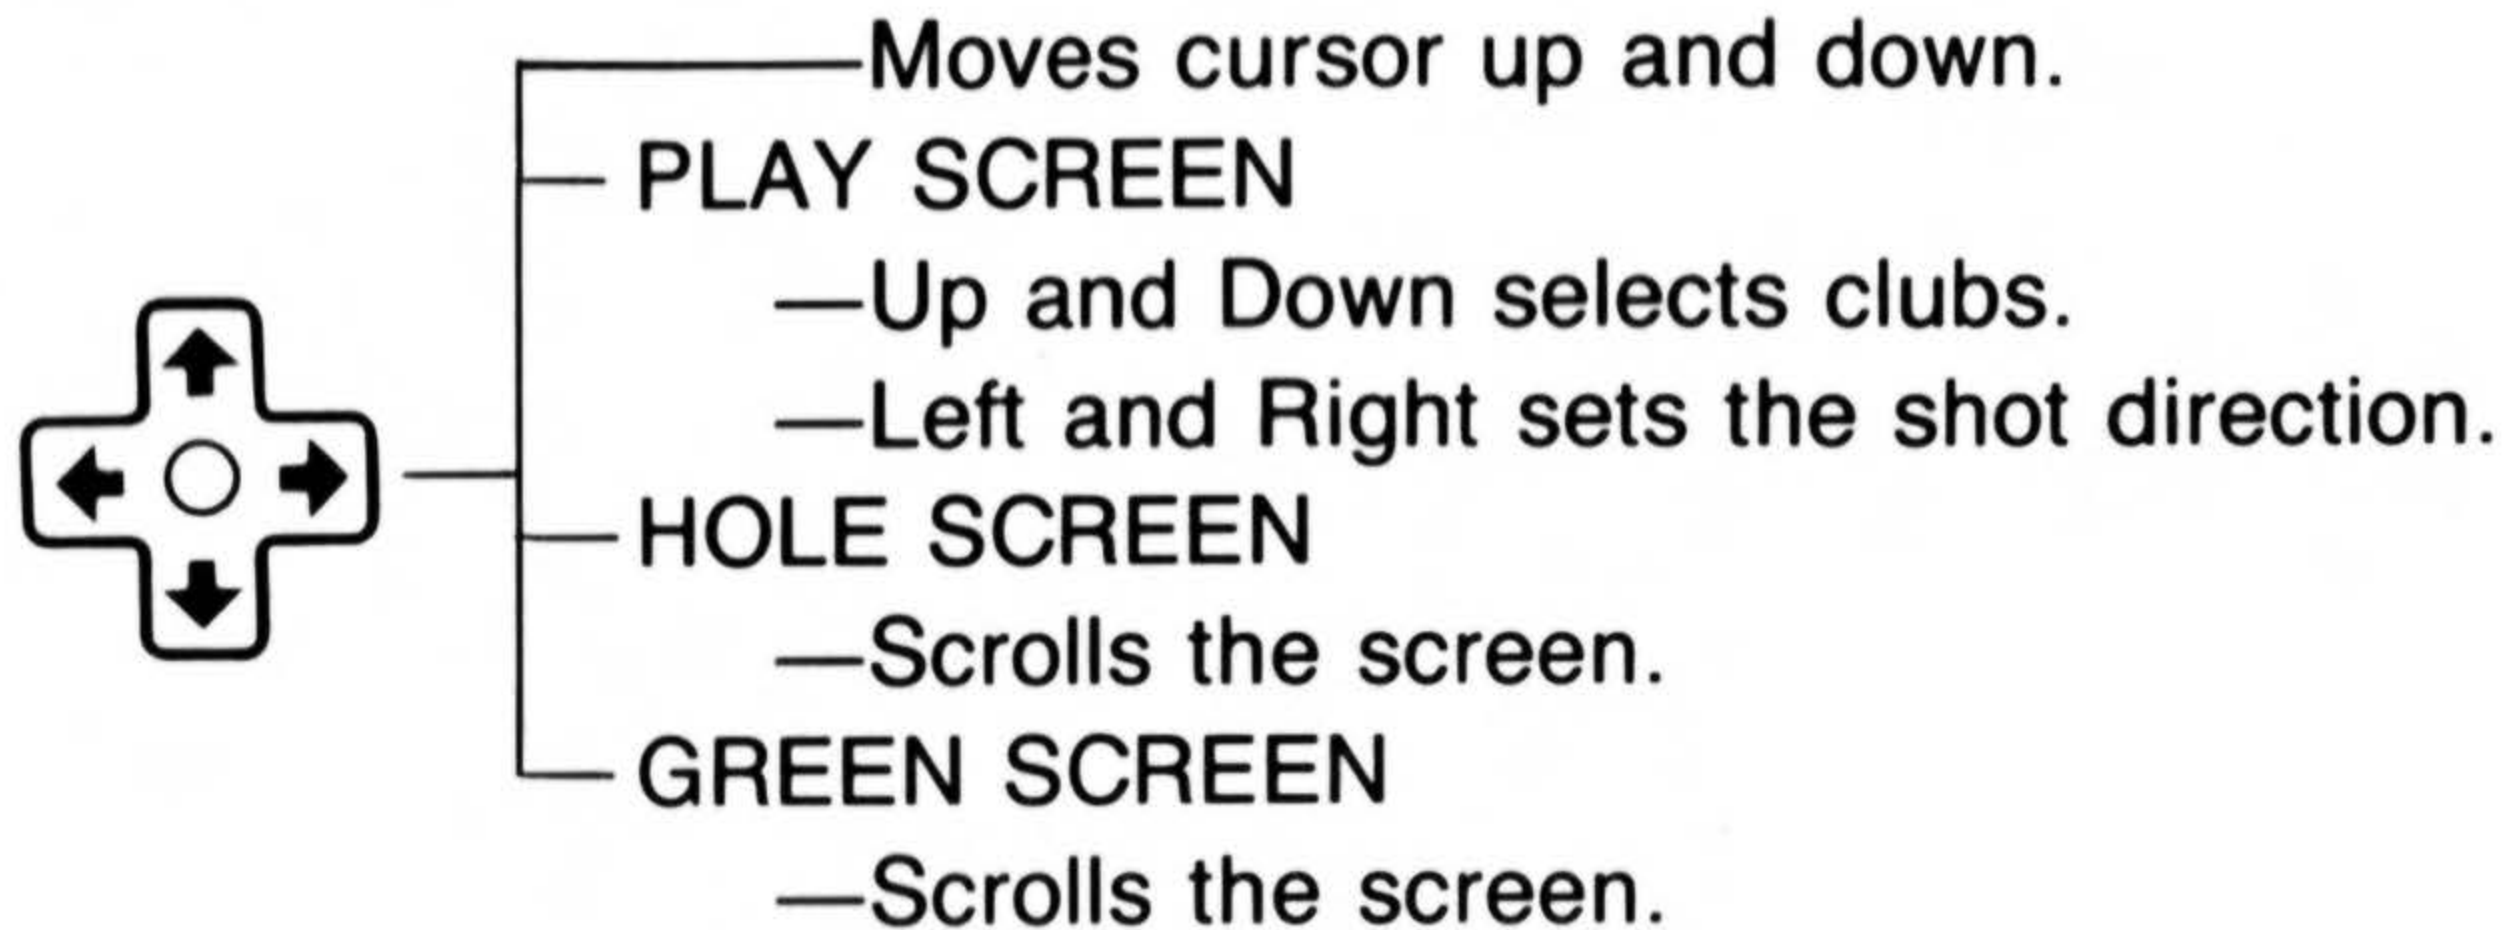 Moves cursor up and down.
PLAY SCREEN
—Up and Down selects clubs.
—Left and Right sets the shot direction.
HOLE SCREEN
—Scrolls the screen.
GREEN SCREEN
—Scrolls the screen.